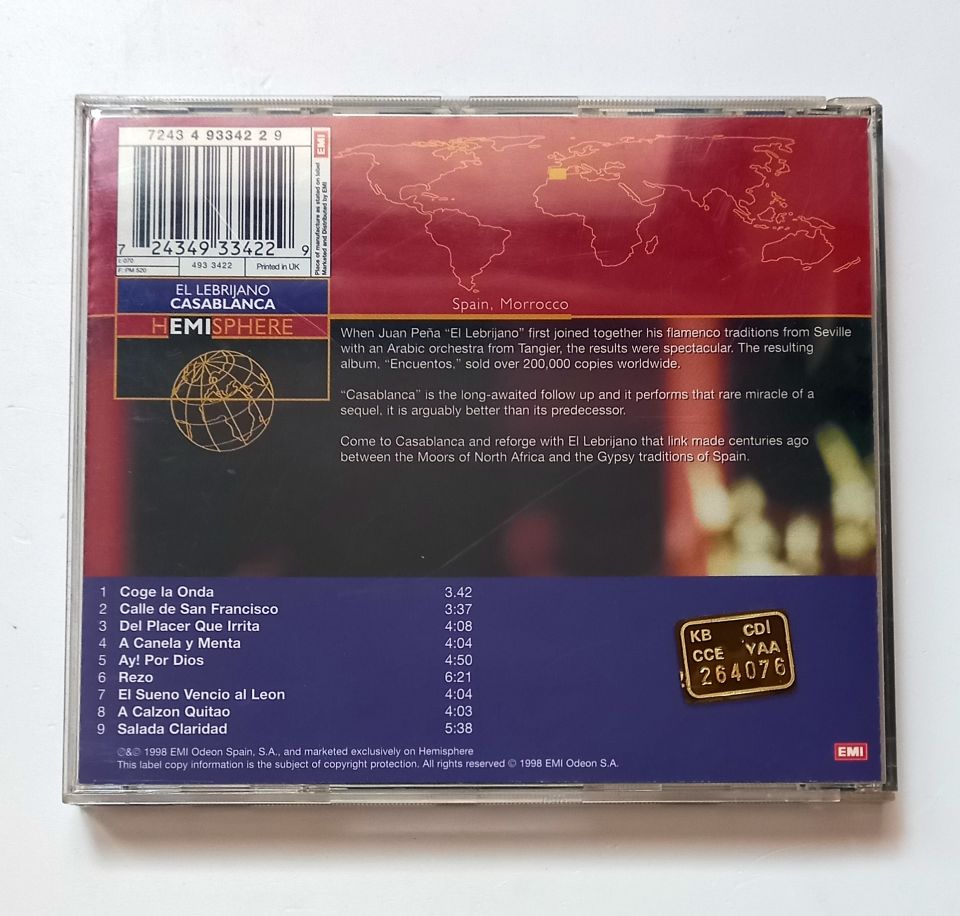 7243 4 93342 2 9
EMI
Place of manufacture as stated on label
Marketed and Distributed by EMI
7 24349 33422 9
I: 070
F: PM 520
493 3422
Printed in UK
EL LEBRIJANO
CASABLANCA
HEMISPHERE
Spain, Morrocco
When Juan Peña “El Lebrijano” first joined together his flamenco traditions from Seville
with an Arabic orchestra from Tangier, the results were spectacular. The resulting
album, “Encuentos,” sold over 200,000 copies worldwide.
“Casablanca” is the long-awaited follow up and it performs that rare miracle of a
sequel, it is arguably better than its predecessor.
Come to Casablanca and reforge with El Lebrijano that link made centuries ago
between the Moors of North Africa and the Gypsy traditions of Spain.
1 Coge la Onda 3.42
2 Calle de San Francisco 3:37
3 Del Placer Que Irrita 4:08
4 A Canela y Menta 4:04
5 Ay! Por Dios 4:50
6 Rezo 6:21
7 El Sueno Vencio al Leon 4:04
8 A Calzon Quitao 4:03
9 Salada Claridad 5:38
KB CDİ
CCE YAA
264076
℗&© 1998 EMI Odeon Spain, S.A., and marketed exclusively on Hemisphere
This label copy information is the subject of copyright protection. All rights reserved © 1998 EMI Odeon S.A.
EMI